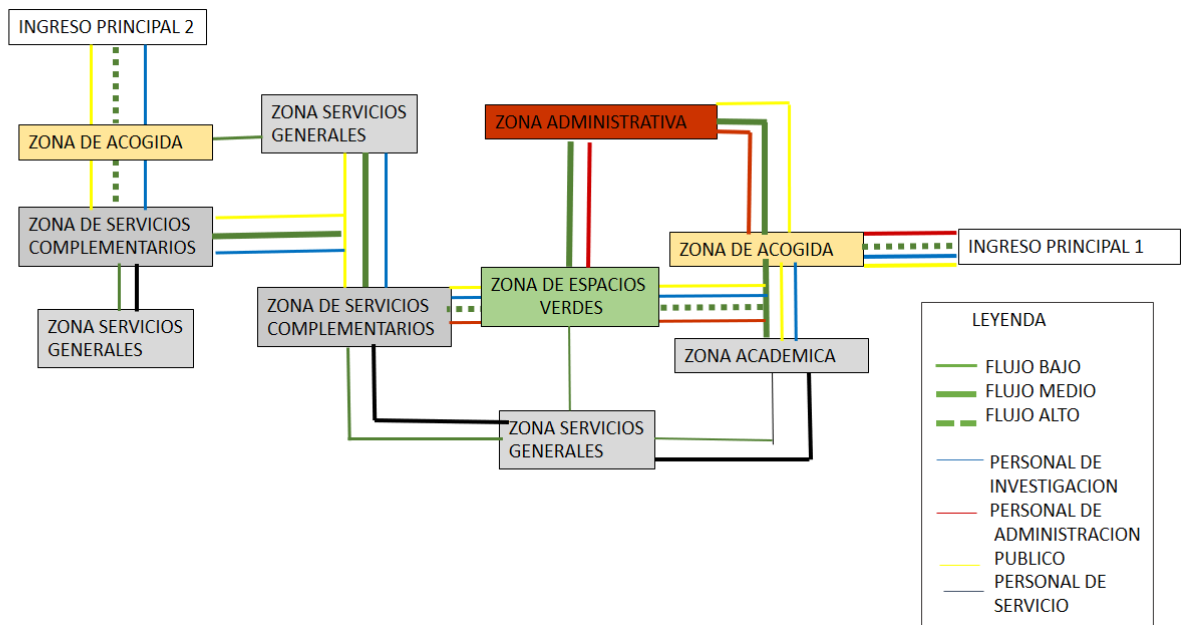 INGRESO PRINCIPAL 2
ZONA DE ACOGIDA
ZONA SERVICIOS
GENERALES
ZONA ADMINISTRATIVA
ZONA DE SERVICIOS
COMPLEMENTARIOS
ZONA DE ACOGIDA
INGRESO PRINCIPAL 1
ZONA SERVICIOS
GENERALES
ZONA DE SERVICIOS
COMPLEMENTARIOS
ZONA DE ESPACIOS
VERDES
ZONA ACADEMICA
ZONA SERVICIOS
GENERALES
LEYENDA
FLUJO BAJO
FLUJO MEDIO
FLUJO ALTO
PERSONAL DE
INVESTIGACION
PERSONAL DE
ADMINISTRACION
PUBLICO
PERSONAL DE
SERVICIO